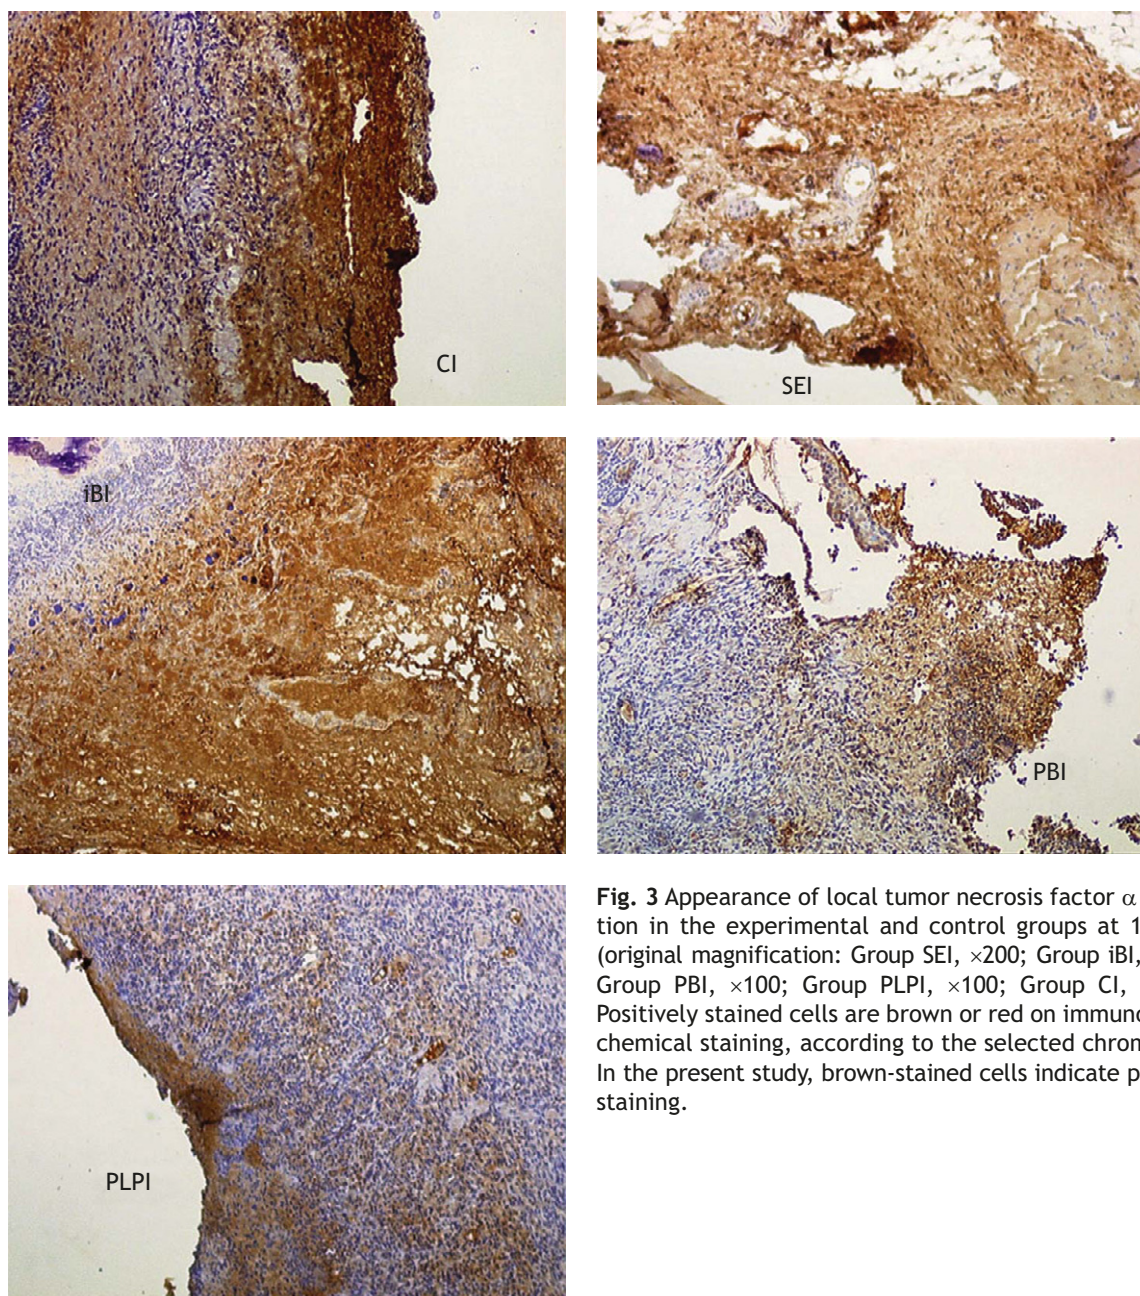 CI
SEI
iBI
PBI
PLPI
Fig. 3 Appearance of local tumor necrosis factor α
tion in the experimental and control groups at 1
(original magnification: Group SEI, ×200; Group iBI,
Group PBI, ×100; Group PLPI, ×100; Group CI,
Positively stained cells are brown or red on immuno
chemical staining, according to the selected chrom
In the present study, brown-stained cells indicate p
staining.